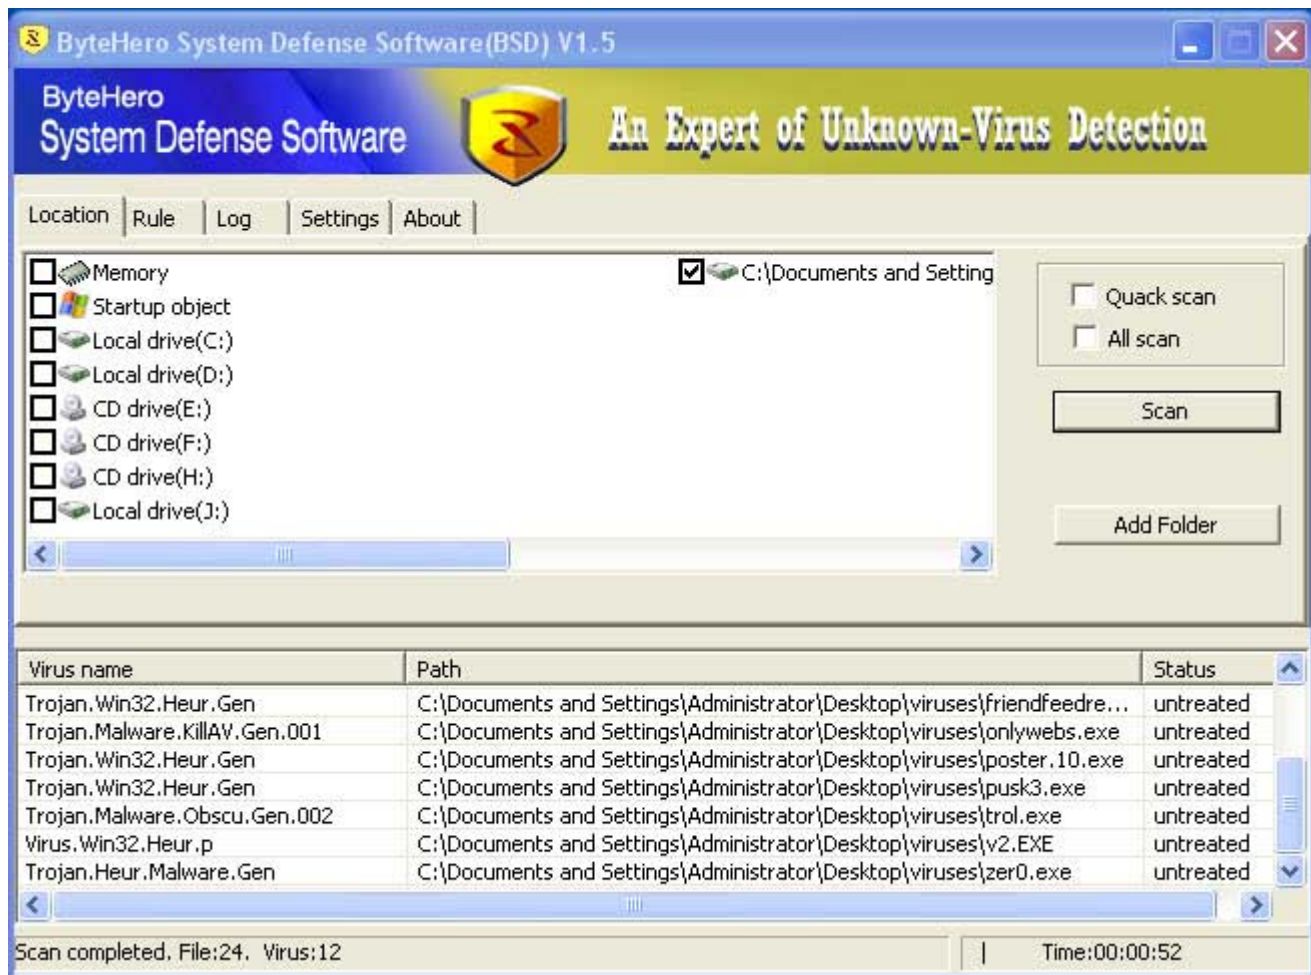 ByteHero System Defense Software(BSD) V1.5
ByteHero
System Defense Software
An Expert of Unknown-Virus Detection
Location Rule Log Settings About
Memory
C:\Documents and Setting
Startup object
Local drive(C:)
Local drive(D:)
CD drive(E:)
CD drive(F:)
CD drive(H:)
Local drive(J:)
Quack scan
All scan
Scan
Add Folder
Virus name Path Status
Trojan.Win32.Heur.Gen C:\Documents and Settings\Administrator\Desktop\viruses\friendfeedre... untreated
Trojan.Malware.KillAV.Gen.001 C:\Documents and Settings\Administrator\Desktop\viruses\onlywebs.exe untreated
Trojan.Win32.Heur.Gen C:\Documents and Settings\Administrator\Desktop\viruses\poster.10.exe untreated
Trojan.Win32.Heur.Gen C:\Documents and Settings\Administrator\Desktop\viruses\pusk3.exe untreated
Trojan.Malware.Obscu.Gen.002 C:\Documents and Settings\Administrator\Desktop\viruses\trol.exe untreated
Virus.Win32.Heur.p C:\Documents and Settings\Administrator\Desktop\viruses\v2.EXE untreated
Trojan.Heur.Malware.Gen C:\Documents and Settings\Administrator\Desktop\viruses\zer0.exe untreated
Scan completed. File:24. Virus:12
Time:00:00:52